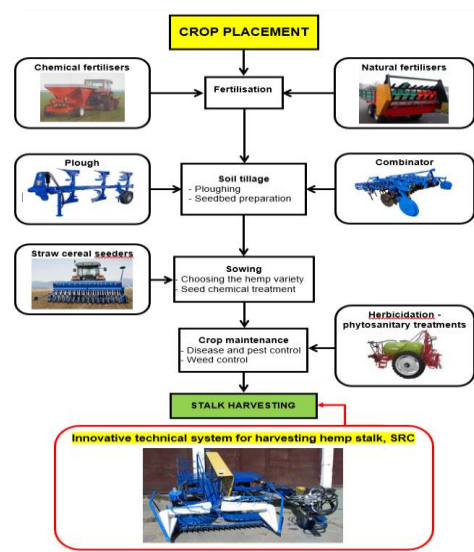 CROP PLACEMENT
Chemical fertilisers
Fertilisation
Natural fertilisers
Plough
Soil tillage
- Ploughing
- Seedbed preparation
Combinator
Straw cereal seeders
Sowing
- Choosing the hemp variety
- Seed chemical treatment
Crop maintenance
- Disease and pest control
- Weed control
Herbicidation -
phytosanitary treatments
STALK HARVESTING
Innovative technical system for harvesting hemp stalk, SRC